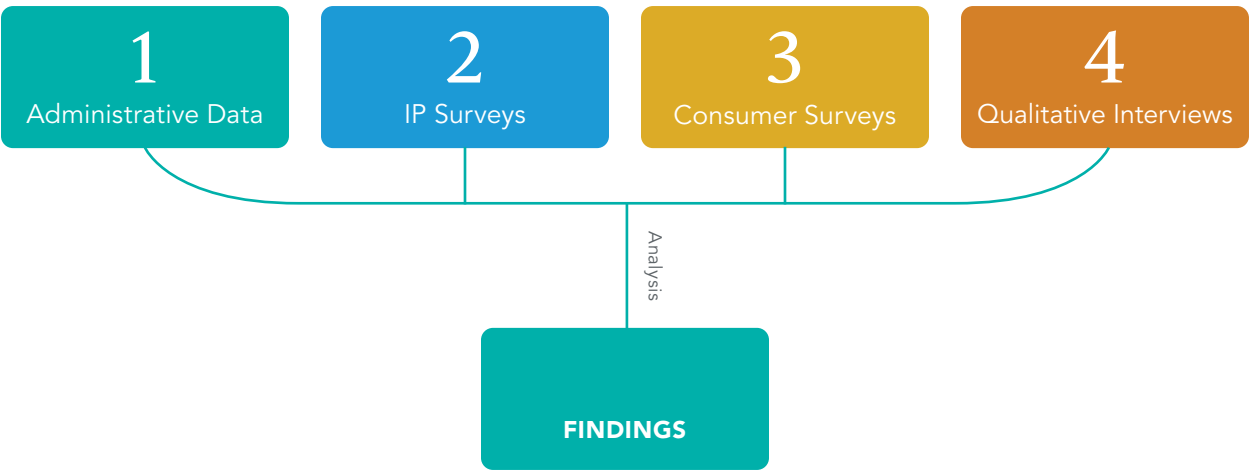 1
Administrative Data
2
IP Surveys
3
Consumer Surveys
4
Qualitative Interviews
Analysis
FINDINGS